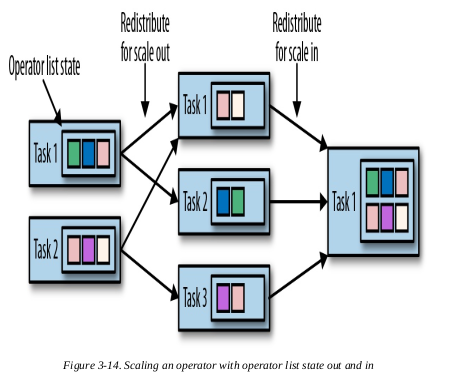 Redistribute
for scale out
Redistribute
for scale in
Operator list state
Task 1
Task 2
Task 1
Task 2
Task 3
Task 1
Figure 3-14. Scaling an operator with operator list state out and in